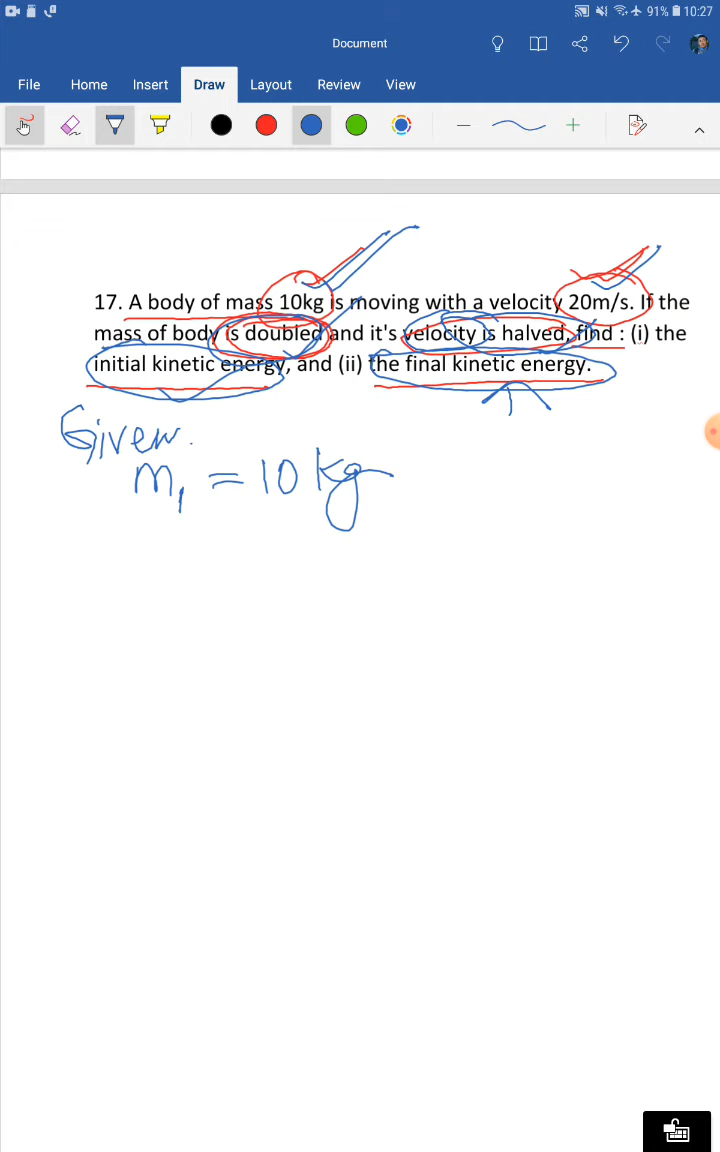 91% 10:27
Document
File Home Insert Draw Layout Review View
17. A body of mass 10kg is moving with a velocity 20m/s. If the
mass of body is doubled and it's velocity is halved, find : (i) the
initial kinetic energy, and (ii) the final kinetic energy.
Given.
m₁ = 10 kg